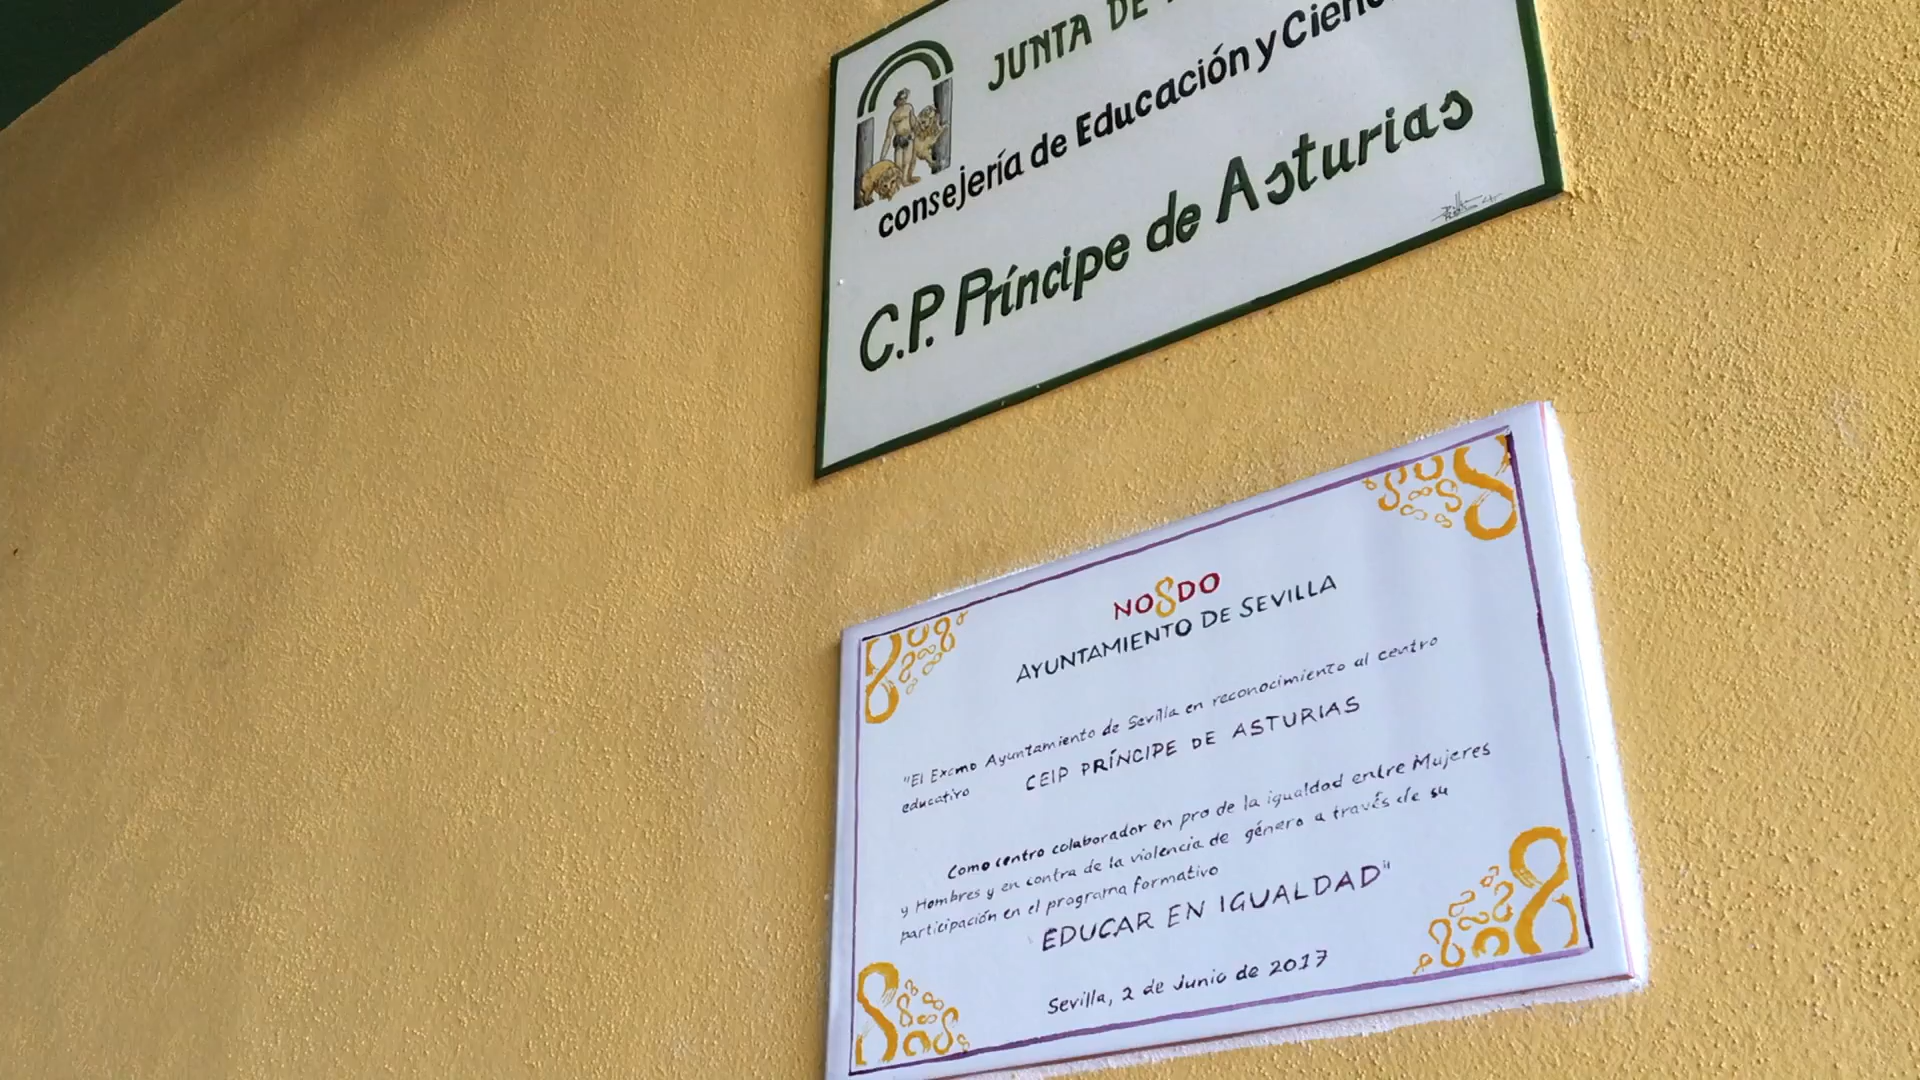 JUNTA DE
consejería de Educación y Cienc
C.P. Príncipe de Asturias
NO8DO
AYUNTAMIENTO DE SEVILLA
"El Excmo Ayuntamiento de Sevilla en reconocimiento al centro
educativo CEIP PRÍNCIPE DE ASTURIAS
Como centro colaborador en pro de la igualdad entre Mujeres
y Hombres y en contra de la violencia de género a través de su
participación en el programa formativo
EDUCAR EN IGUALDAD"
Sevilla, 2 de Junio de 2017